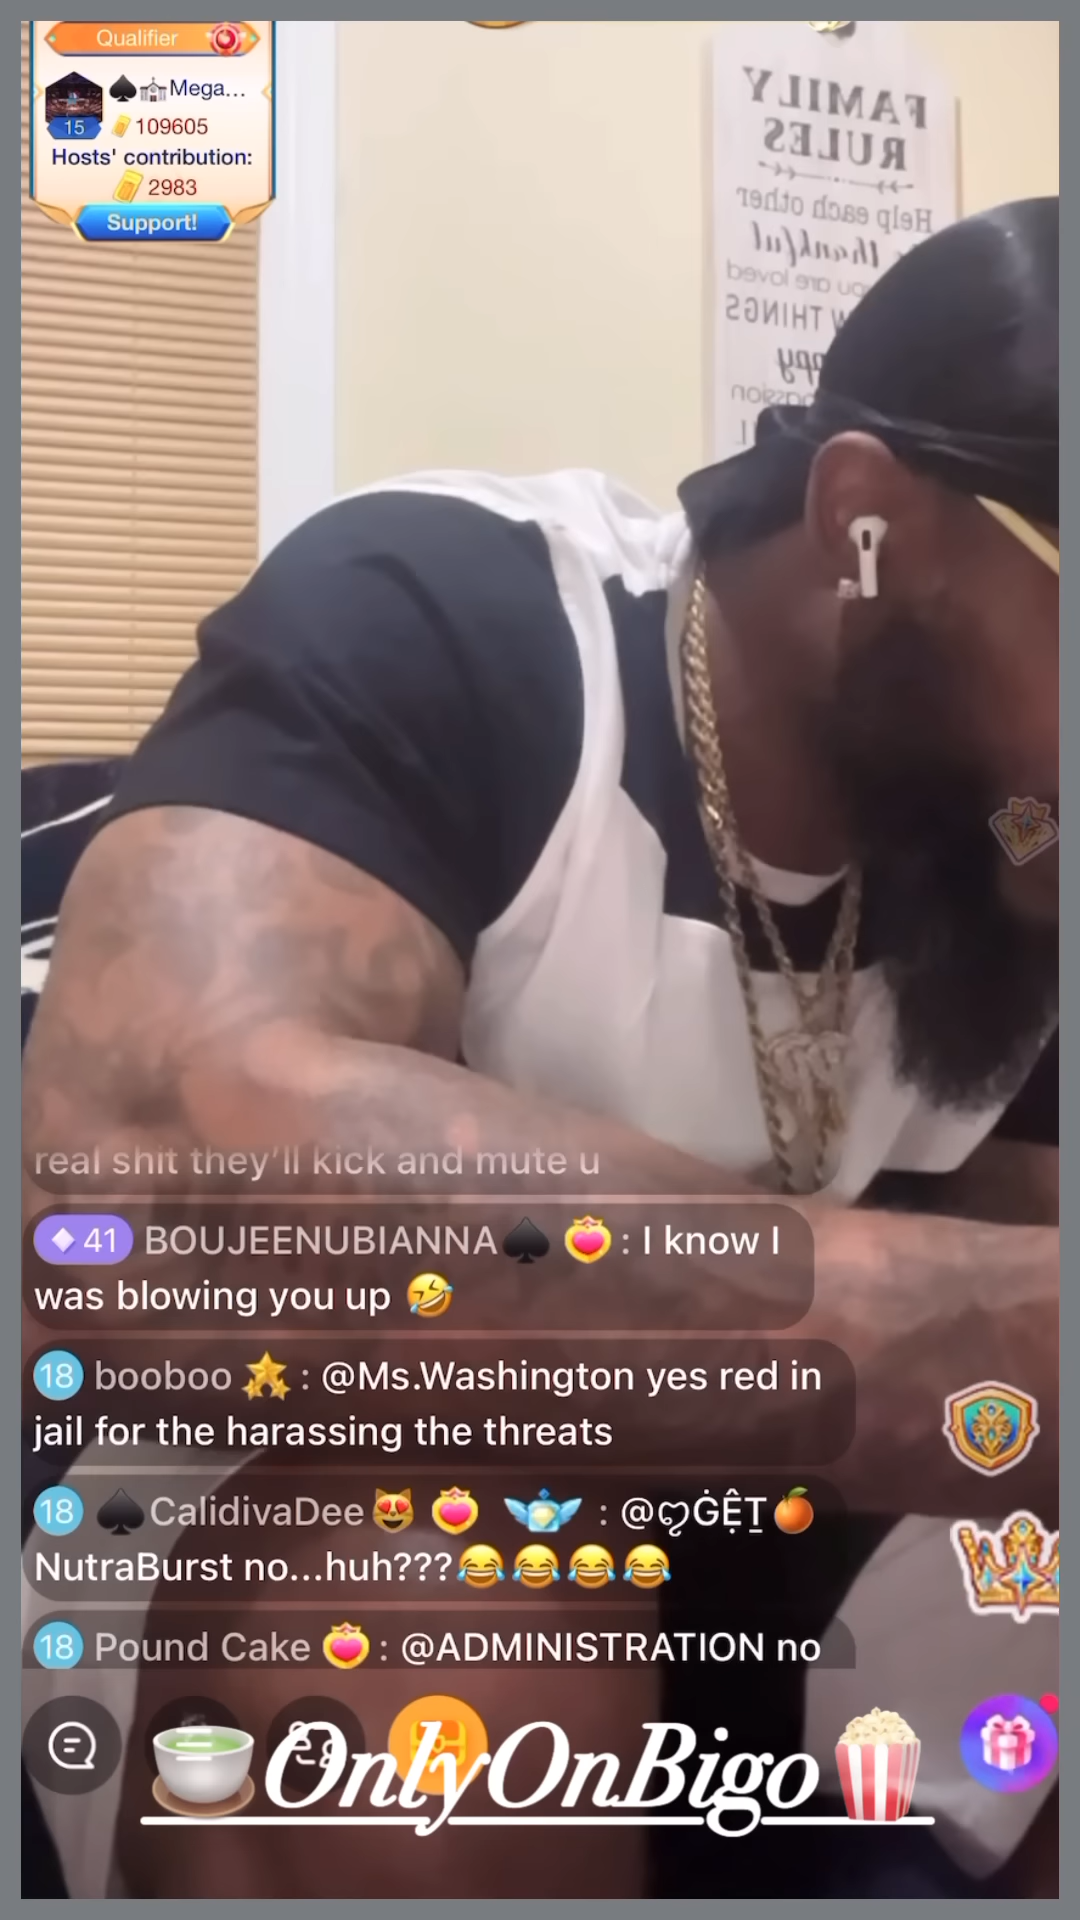 Qualifier
Mega...
15
109605
Hosts' contribution:
2983
Support!
FAMILY
RULES
Help each other
thankful
you are loved
THINGS
real shit they'll kick and mute u
41 BOUJEENUBIANNA♠️ : I know I
was blowing you up 🤣
18 booboo : @Ms.Washington yes red in
jail for the harassing the threats
18 ♠️CalidivaDee😻 : @ღĠỆT🍊
NutraBurst no...huh???😂😂😂😂
18 Pound Cake : @ADMINISTRATION no
🍵OnlyOnBigo🍿